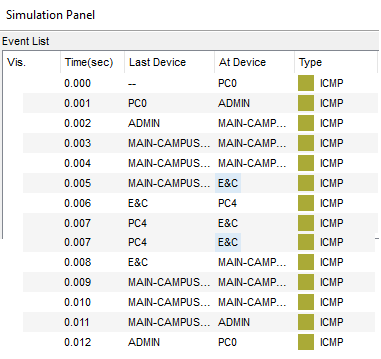 Simulation Panel
Event List
Vis. Time(sec) Last Device At Device Type
0.000 -- PC0 ICMP
0.001 PC0 ADMIN ICMP
0.002 ADMIN MAIN-CAMP... ICMP
0.003 MAIN-CAMPUS... MAIN-CAMP... ICMP
0.004 MAIN-CAMPUS... MAIN-CAMP... ICMP
0.005 MAIN-CAMPUS... E&C ICMP
0.006 E&C PC4 ICMP
0.007 PC4 E&C ICMP
0.007 PC4 E&C ICMP
0.008 E&C MAIN-CAMP... ICMP
0.009 MAIN-CAMPUS... MAIN-CAMP... ICMP
0.010 MAIN-CAMPUS... MAIN-CAMP... ICMP
0.011 MAIN-CAMPUS... ADMIN ICMP
0.012 ADMIN PC0 ICMP